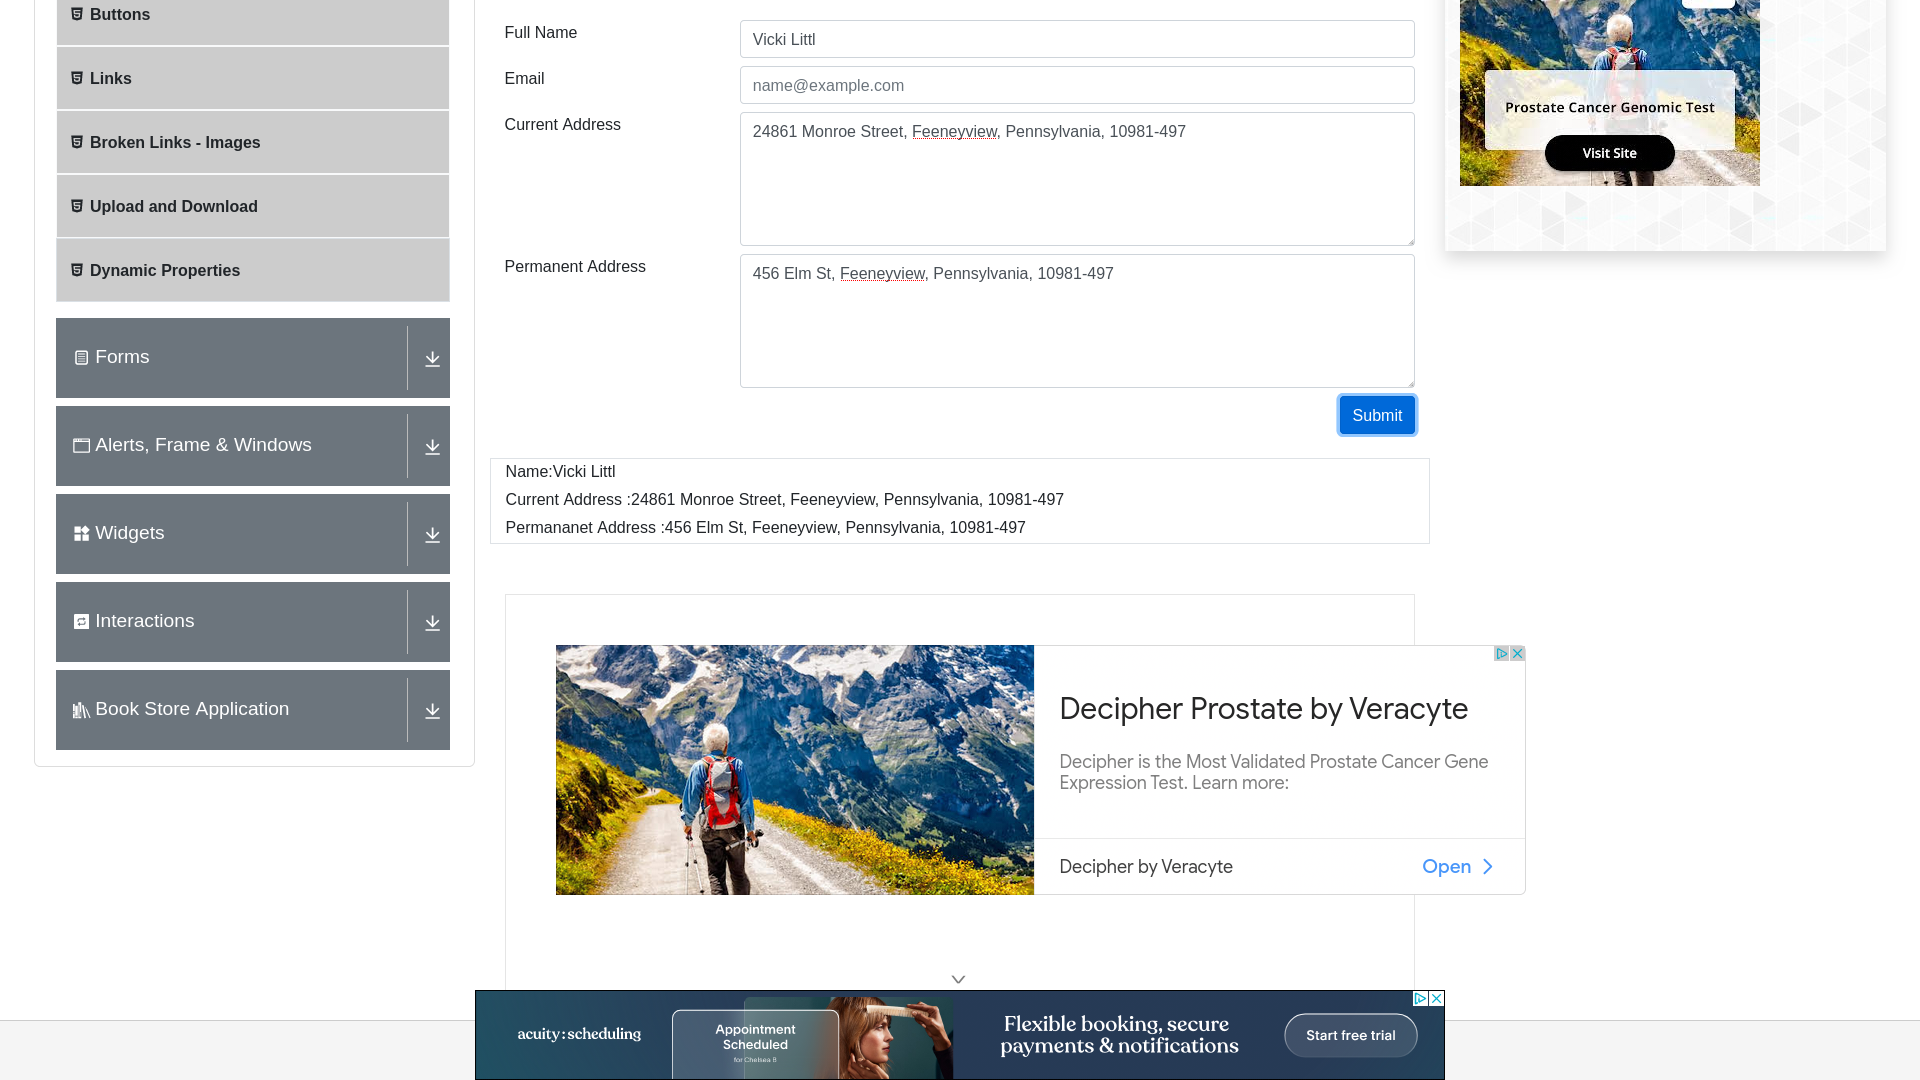 Buttons
Links
Broken Links - Images
Upload and Download
Dynamic Properties
Forms
Alerts, Frame & Windows
Widgets
Interactions
Book Store Application
Full Name
Vicki Littl
Email
name@example.com
Current Address
24861 Monroe Street, Feeneyview, Pennsylvania, 10981-497
Permanent Address
456 Elm St, Feeneyview, Pennsylvania, 10981-497
Submit
Name:Vicki Littl
Current Address :24861 Monroe Street, Feeneyview, Pennsylvania, 10981-497
Permananet Address :456 Elm St, Feeneyview, Pennsylvania, 10981-497
Prostate Cancer Genomic Test
Visit Site
Decipher Prostate by Veracyte
Decipher is the Most Validated Prostate Cancer Gene
Expression Test. Learn more:
Decipher by Veracyte
Open
acuity:scheduling
Appointment
Scheduled
for Chelsea B
Flexible booking, secure
payments & notifications
Start free trial